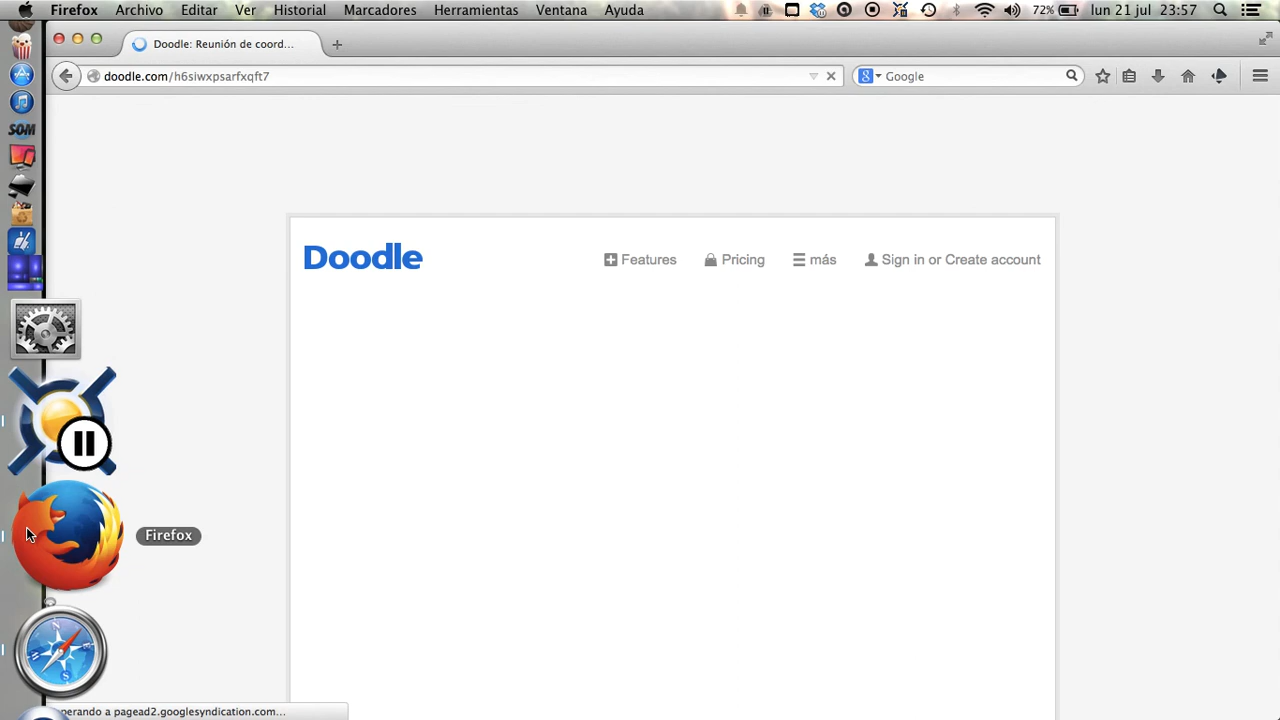 Firefox Archivo Editar Ver Historial Marcadores Herramientas Ventana Ayuda 72% lun 21 jul 23:57
Doodle: Reunión de coord...
doodle.com/h6siwxpsarfxqft7
Google
SOM
Doodle Features Pricing más Sign in or Create account
Firefox
perando a pagead2.googlesyndication.com...